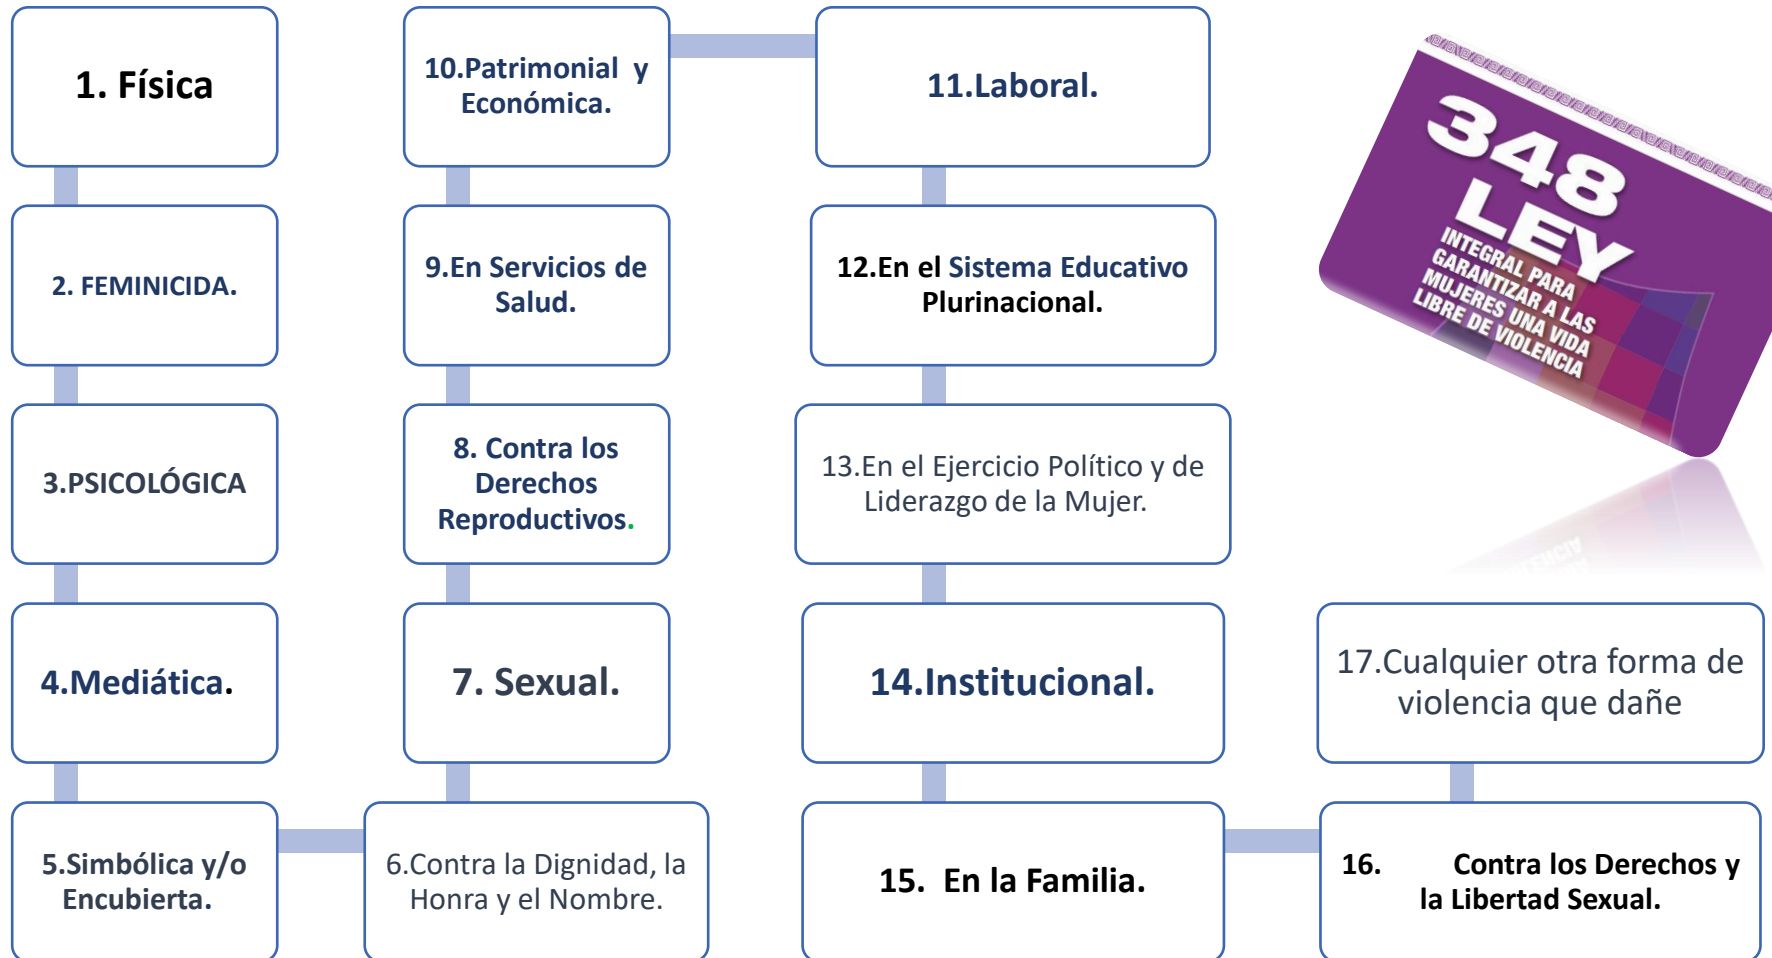 1. Física
2. FEMINICIDA.
3.PSICOLÓGICA
4.Mediática.
5.Simbólica y/o
Encubierta.
6.Contra la Dignidad, la
Honra y el Nombre.
7. Sexual.
8. Contra los
Derechos
Reproductivos.
9.En Servicios de
Salud.
10.Patrimonial y
Económica.
11.Laboral.
12.En el Sistema Educativo
Plurinacional.
13.En el Ejercicio Político y de
Liderazgo de la Mujer.
14.Institucional.
15. En la Familia.
16. Contra los Derechos y
la Libertad Sexual.
17.Cualquier otra forma de
violencia que dañe
348
LEY
INTEGRAL PARA
GARANTIZAR A LAS
MUJERES UNA VIDA
LIBRE DE VIOLENCIA